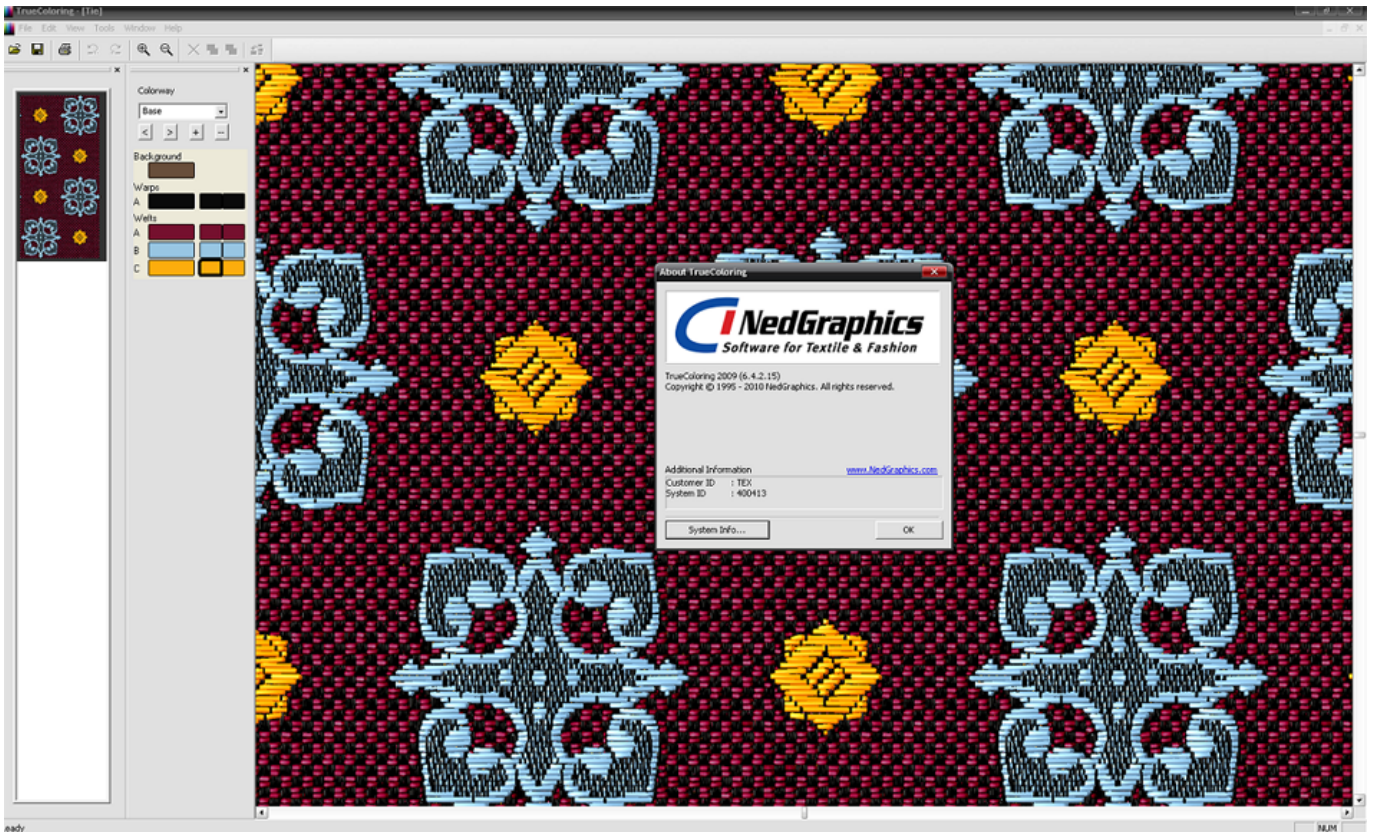 TrueColoring - [Tie]
File Edit View Tools Window Help
Colorway
Base
< > + --
Background
Warps
A
Wefts
A
B
C
About TrueColoring
NedGraphics
Software for Textile & Fashion
TrueColoring 2009 (6.4.2.15)
Copyright © 1995 - 2010 NedGraphics. All rights reserved.
Additional Information www.NedGraphics.com
Customer ID : TEX
System ID : 400413
System Info... OK
eady NUM